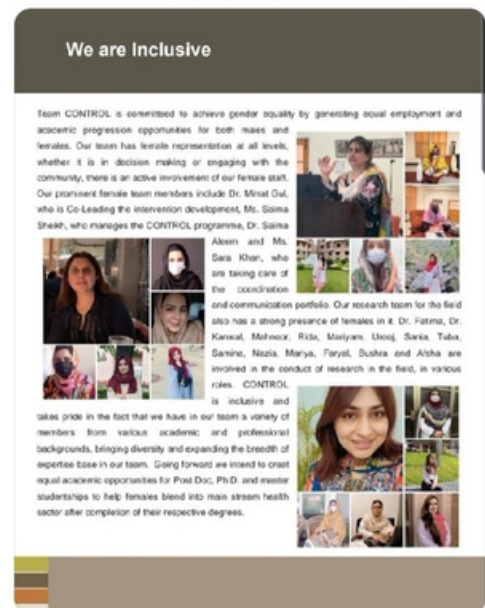 We are Inclusive
Team CONTROL is committeed to achieve gender equality by generating equal employment and
academic progression opportunities for both males and
females. Our team has female representation at all levels,
whether it is in decision making or engaging with the
community, there is an active involvement of our female staff.
Our prominent female team members include Dr. Mirrat Gul,
who is Co-Leading the intervention development, Ms. Saima
Sheikh, who manages the CONTROL programme, Dr. Saima
Aleem and Ms.
Sara Khan, who
are taking care of
the coordination
and communication portfolio. Our research team for the field
also has a strong presence of females in it. Dr. Fatima, Dr.
Kanwal, Mehnoor, Rida, Mariyam, Urooj, Sania, Tuba,
Samina, Nazia, Mariya, Faryal, Bushra and Afsha are
involved in the conduct of research in the field, in various
roles. CONTROL
is inclusive and
takes pride in the fact that we have in our team a variety of
members from various academic and professional
backgrounds, bringing diversity and expanding the breadth of
expertise base in our team. Going forward we intend to creat
equal academic opportunities for Post Doc, Ph.D. and master
studentships to help females blend into main stream health
sector after completion of their respective degrees.